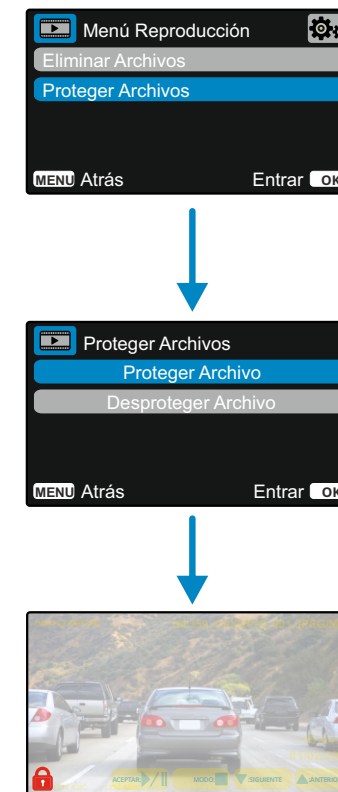 Menú Reproducción
Eliminar Archivos
Proteger Archivos
MENU Atrás Entrar OK
Proteger Archivos
Proteger Archivo
Desproteger Archivo
MENU Atrás Entrar OK
ACEPTAR: MODO: :SIGUIENTE :ANTERIO